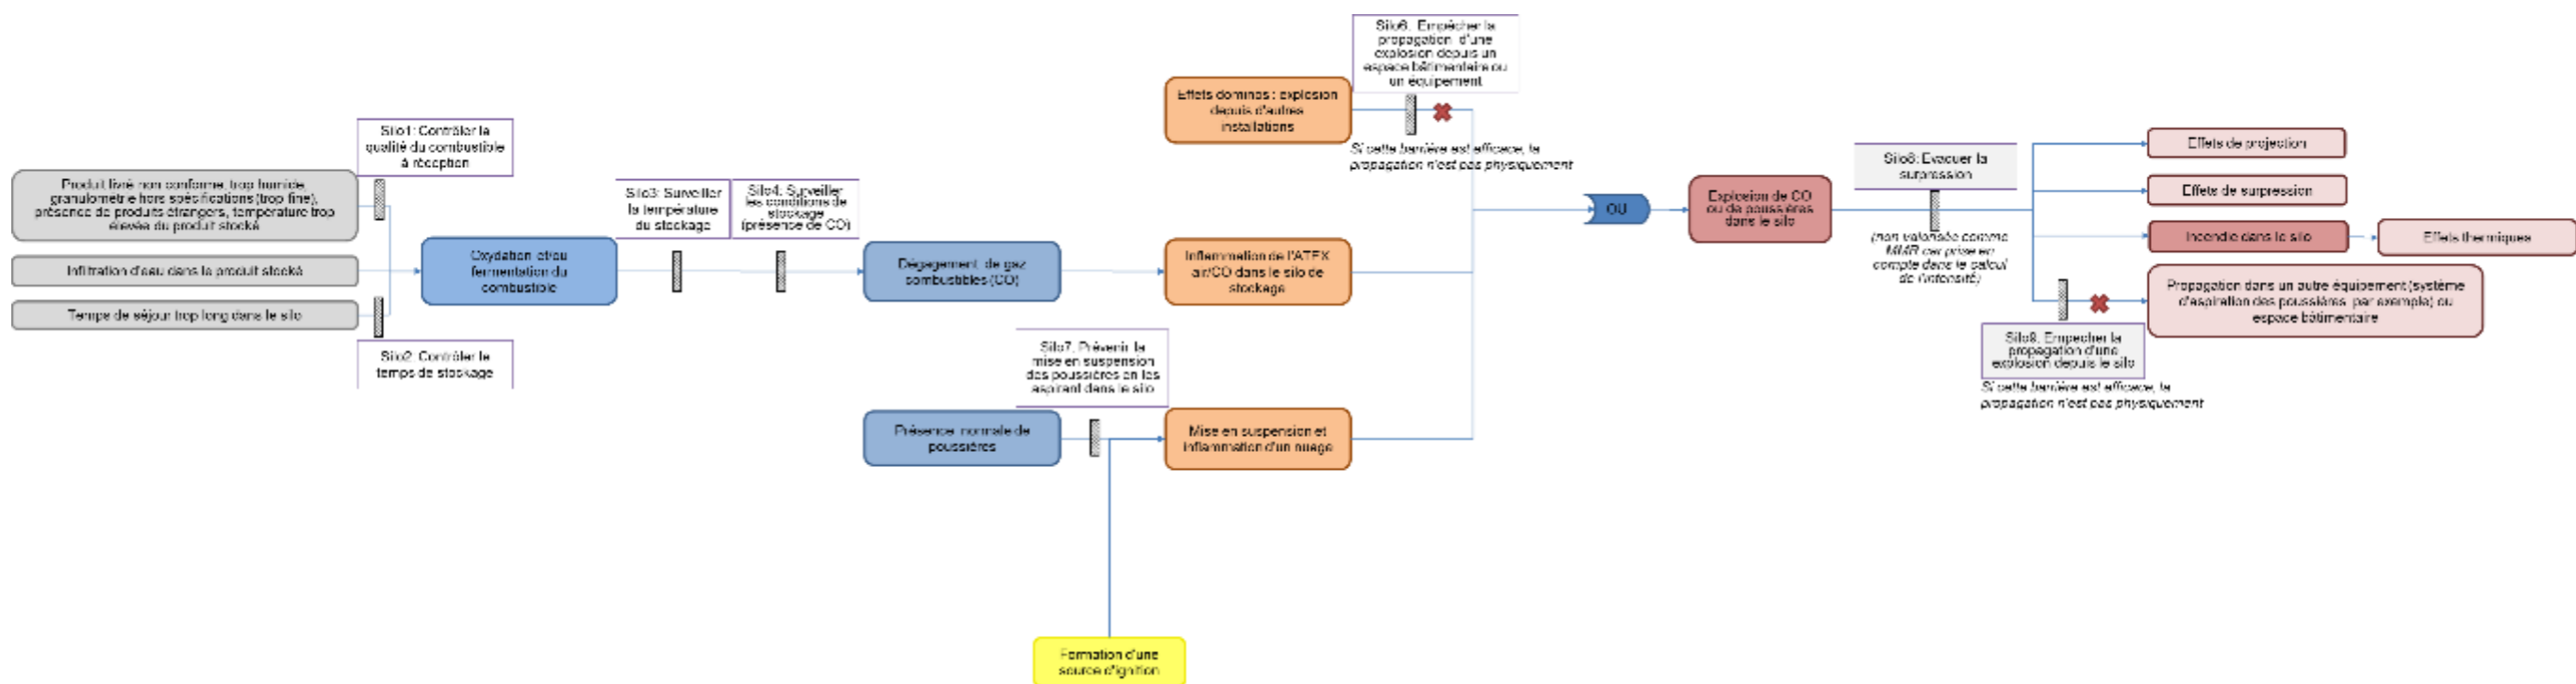 Silo6. Empêcher la
propagation d'une
explosion depuis un
espace bâtimentaire ou
un équipement
Effets dominos : explosion
depuis d'autres
installations
Si cette barrière est efficace, la
propagation n'est pas physiquement
Silo1: Contrôler la
qualité du combustible
à réception
Produit livré non conforme, trop humide,
granulométrie hors spécifications (trop fine),
présence de produits étrangers, température trop
élevée du produit stocké
Infiltration d'eau dans le produit stocké
Temps de séjour trop long dans le silo
Silo2. Contrôler le
temps de stockage
Oxydation et/ou
fermentation du
combustible
Silo3: Surveiller
la température
du stockage
Silo4: Surveiller
les conditions de
stockage
(présence de CO)
Dégagement de gaz
combustibles (CO)
Inflammation de l'ATEX
air/CO dans le silo de
stockage
Silo7. Prévenir la
mise en suspension
des poussières en les
aspirant dans le silo
Présence normale de
poussières
Mise en suspension et
inflammation d'un nuage
Formation d'une
source d'ignition
OU
Explosion de CO
ou de poussières
dans le silo
Silo8: Evacuer la
surpression
(non valorisée comme
MMR car prise en
compte dans le calcul
de l'intensité)
Effets de projection
Effets de surpression
Incendie dans le silo
Effets thermiques
Propagation dans un autre équipement (système
d'aspiration des poussières par exemple) ou
espace bâtimentaire
Silo9. Empecher la
propagation d'une
explosion depuis le silo
Si cette barrière est efficace, la
propagation n'est pas physiquement